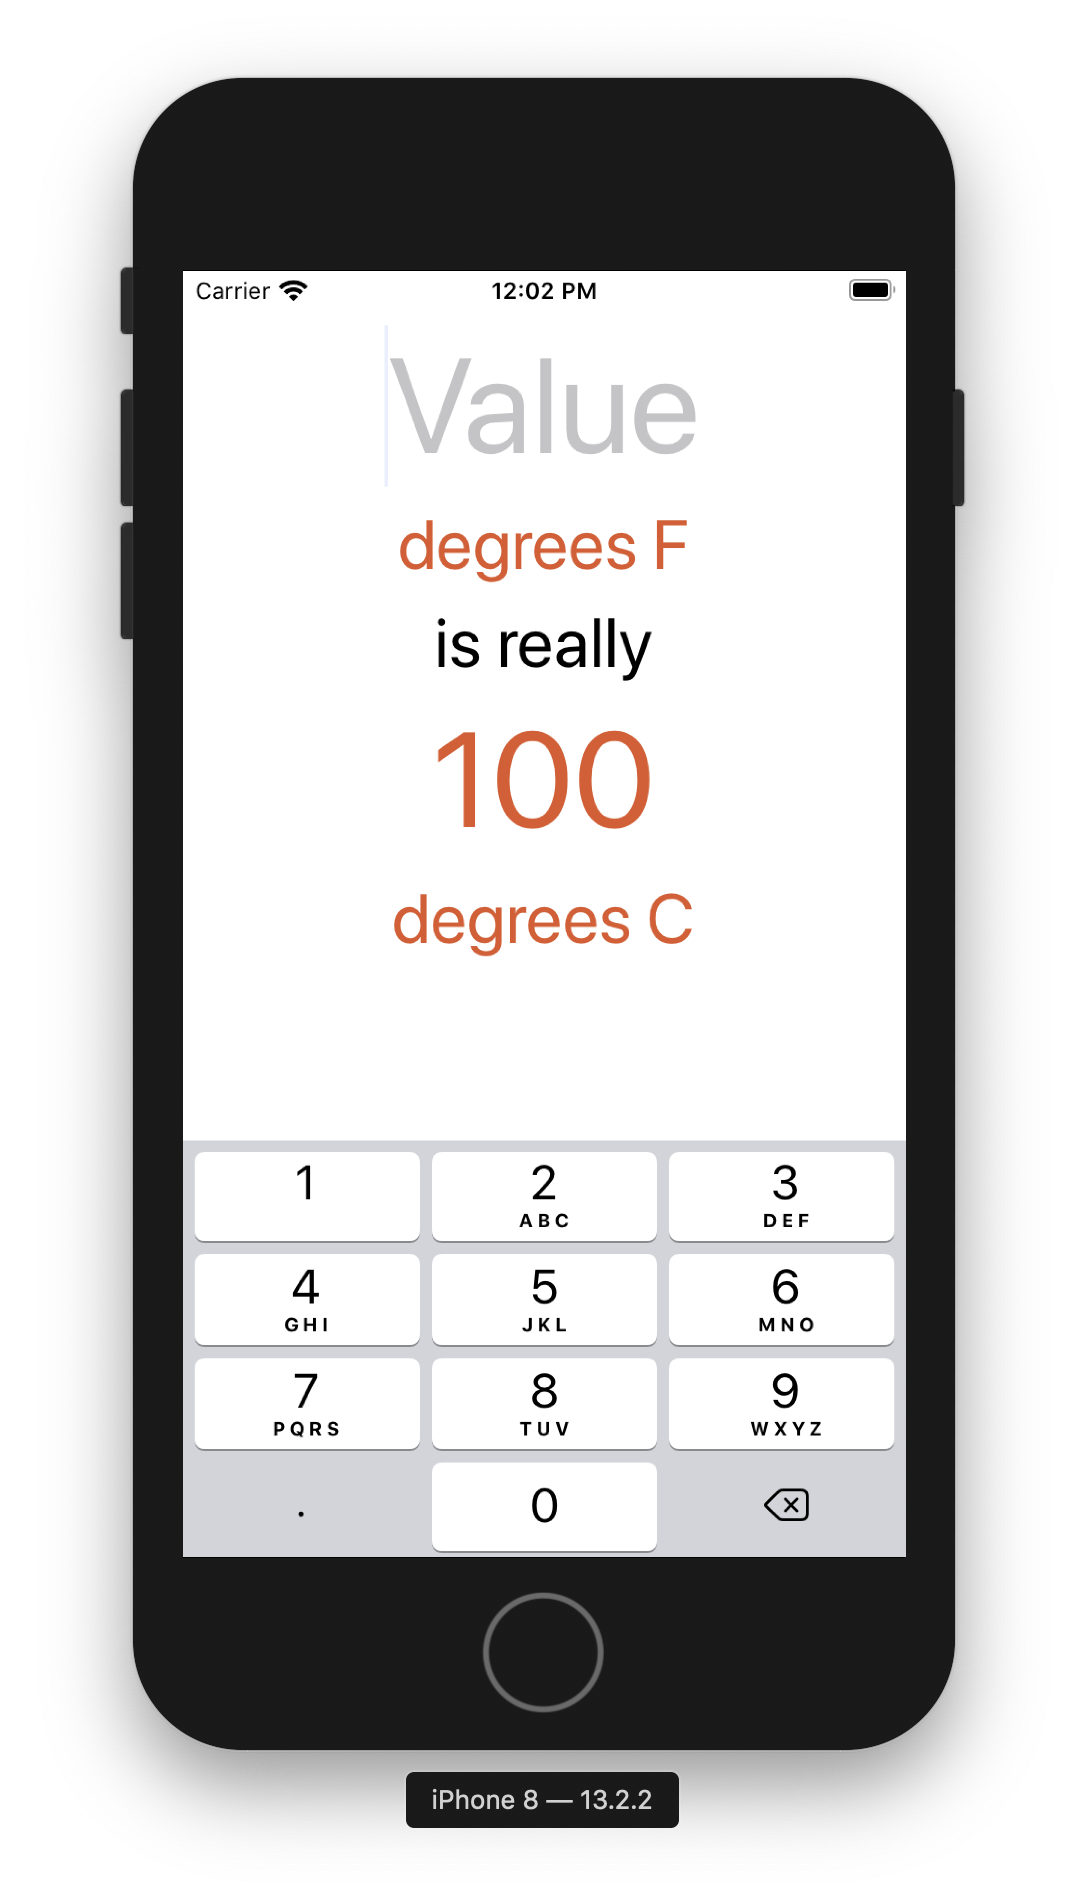 Carrier 12:02 PM
Value
degrees F
is really
100
degrees C
1 2 3
ABC DEF
4 5 6
GHI JKL MNO
7 8 9
PQRS TUV WXYZ
. 0
iPhone 8 — 13.2.2